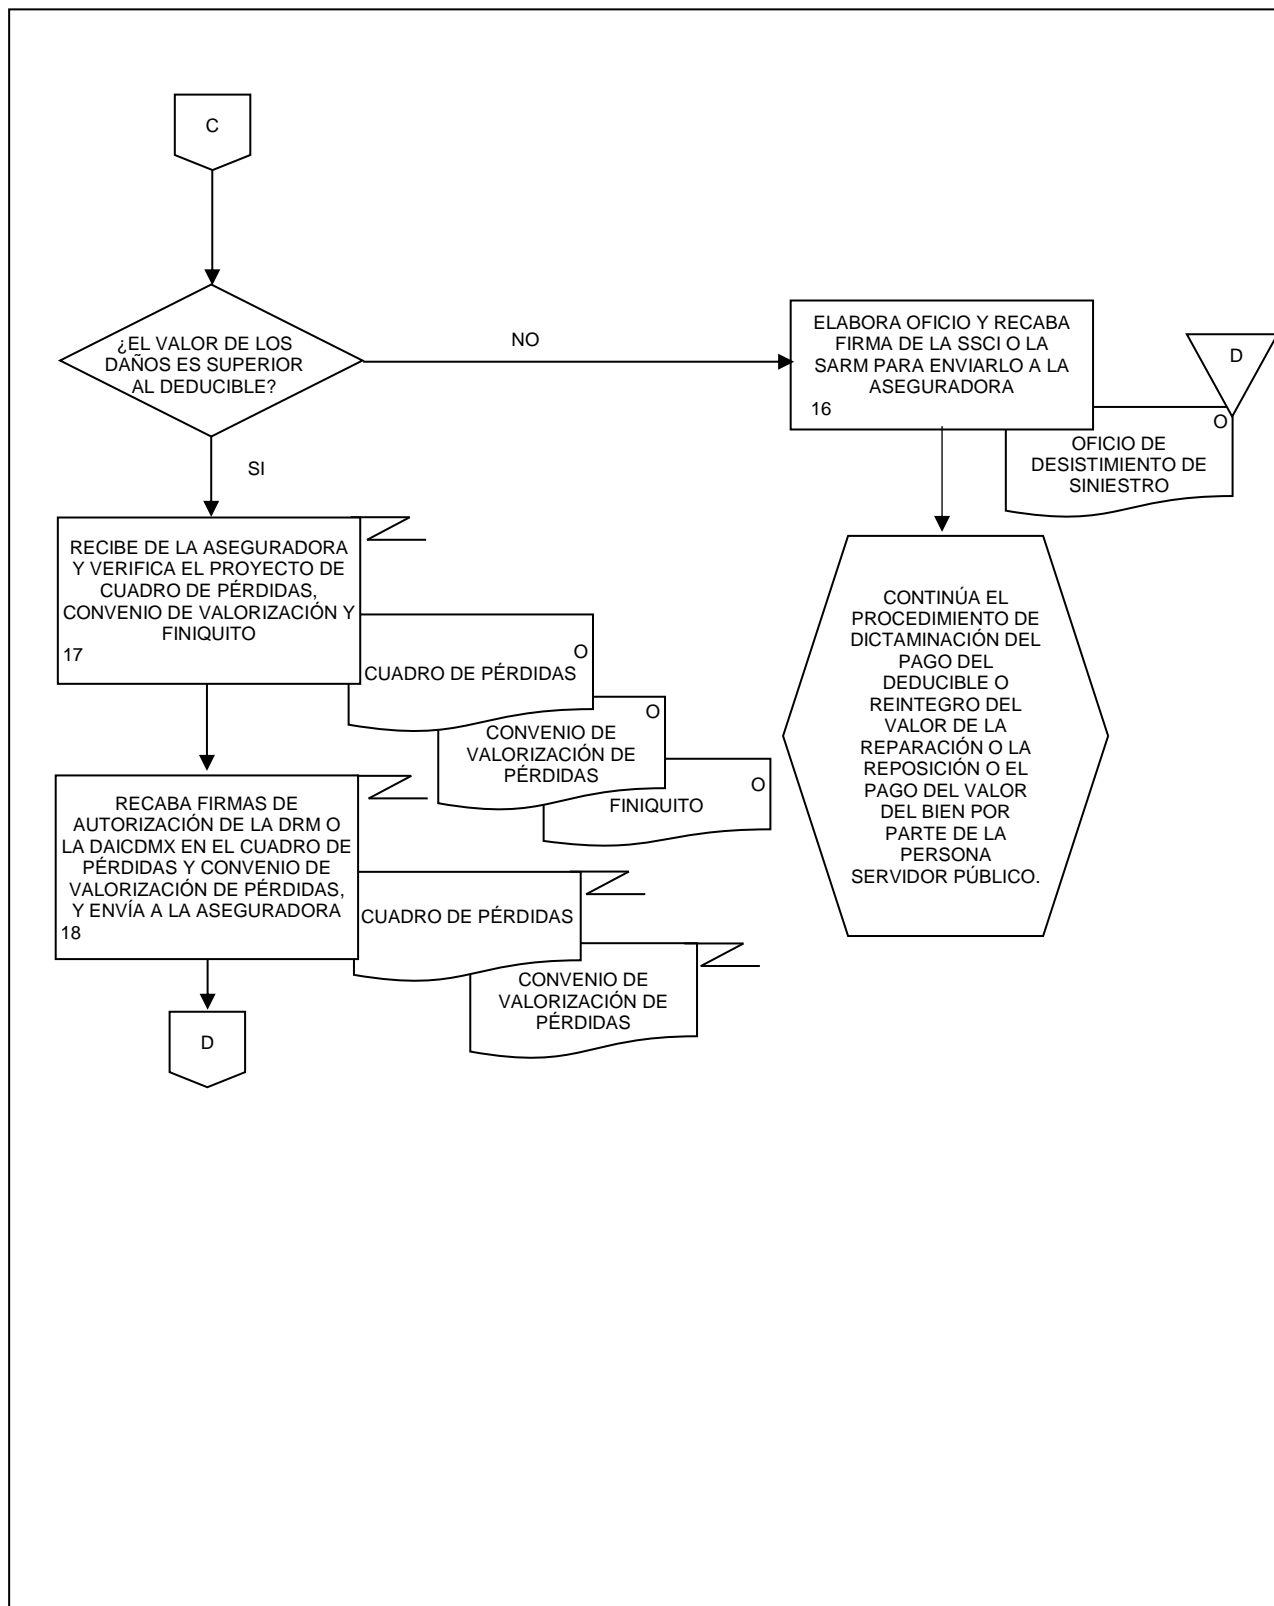 C
¿EL VALOR DE LOS
DAÑOS ES SUPERIOR
AL DEDUCIBLE?
NO
ELABORA OFICIO Y RECABA
FIRMA DE LA SSCI O LA
SARM PARA ENVIARLO A LA
ASEGURADORA
16
D
O
OFICIO DE
DESISTIMIENTO DE
SINIESTRO
SI
RECIBE DE LA ASEGURADORA
Y VERIFICA EL PROYECTO DE
CUADRO DE PÉRDIDAS,
CONVENIO DE VALORIZACIÓN Y
FINIQUITO
17
O
CUADRO DE PÉRDIDAS
O
CONVENIO DE
VALORIZACIÓN DE
PÉRDIDAS
O
FINIQUITO
CONTINÚA EL
PROCEDIMIENTO DE
DICTAMINACIÓN DEL
PAGO DEL
DEDUCIBLE O
REINTEGRO DEL
VALOR DE LA
REPARACIÓN O LA
REPOSICIÓN O EL
PAGO DEL VALOR
DEL BIEN POR
PARTE DE LA
PERSONA
SERVIDOR PÚBLICO.
RECABA FIRMAS DE
AUTORIZACIÓN DE LA DRM O
LA DAICDMX EN EL CUADRO DE
PÉRDIDAS Y CONVENIO DE
VALORIZACIÓN DE PÉRDIDAS,
Y ENVÍA A LA ASEGURADORA
18
CUADRO DE PÉRDIDAS
CONVENIO DE
VALORIZACIÓN DE
PÉRDIDAS
D